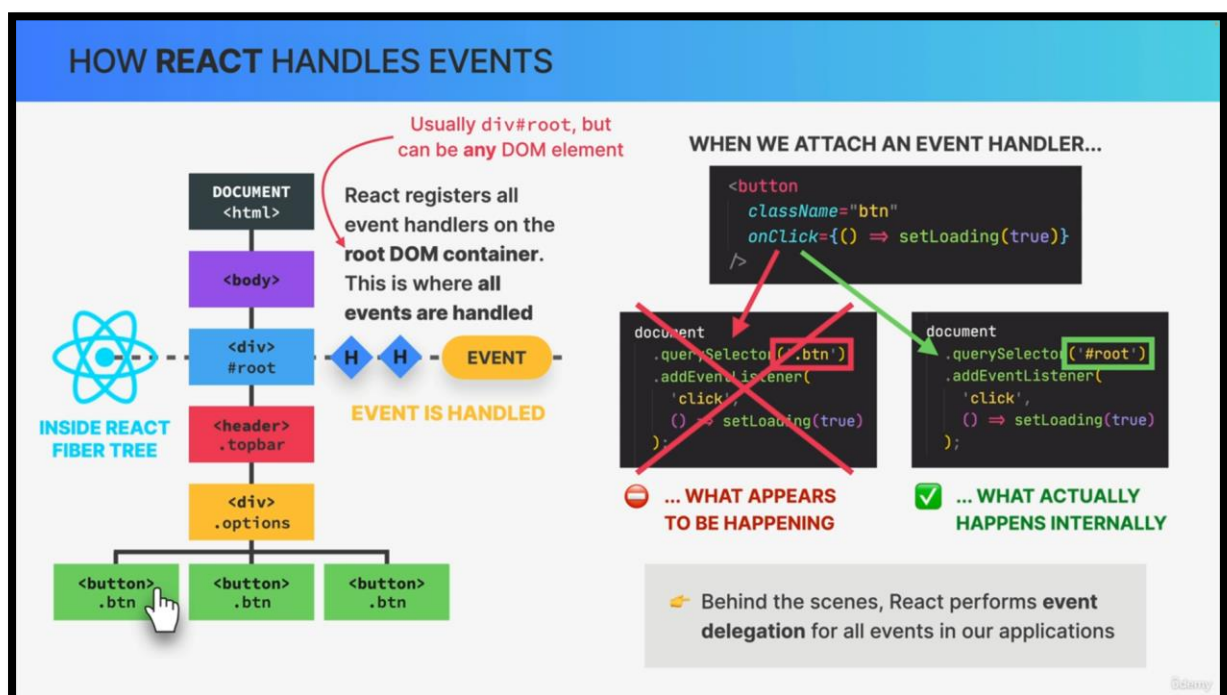 HOW REACT HANDLES EVENTS
Usually div#root, but
can be any DOM element
DOCUMENT
<html>
<body>
<div>
#root
<header>
.topbar
<div>
.options
<button>
.btn
<button>
.btn
<button>
.btn
INSIDE REACT
FIBER TREE
React registers all
event handlers on the
root DOM container.
This is where all
events are handled
H
H
EVENT
EVENT IS HANDLED
WHEN WE ATTACH AN EVENT HANDLER...
<button
className="btn"
onClick={() ⇒ setLoading(true)}
/>
document
.querySelector('.btn')
.addEventListener(
'click',
() ⇒ setLoading(true)
);
... WHAT APPEARS
TO BE HAPPENING
document
.querySelector('#root')
.addEventListener(
'click',
() ⇒ setLoading(true)
);
... WHAT ACTUALLY
HAPPENS INTERNALLY
Behind the scenes, React performs event
delegation for all events in our applications
Udemy